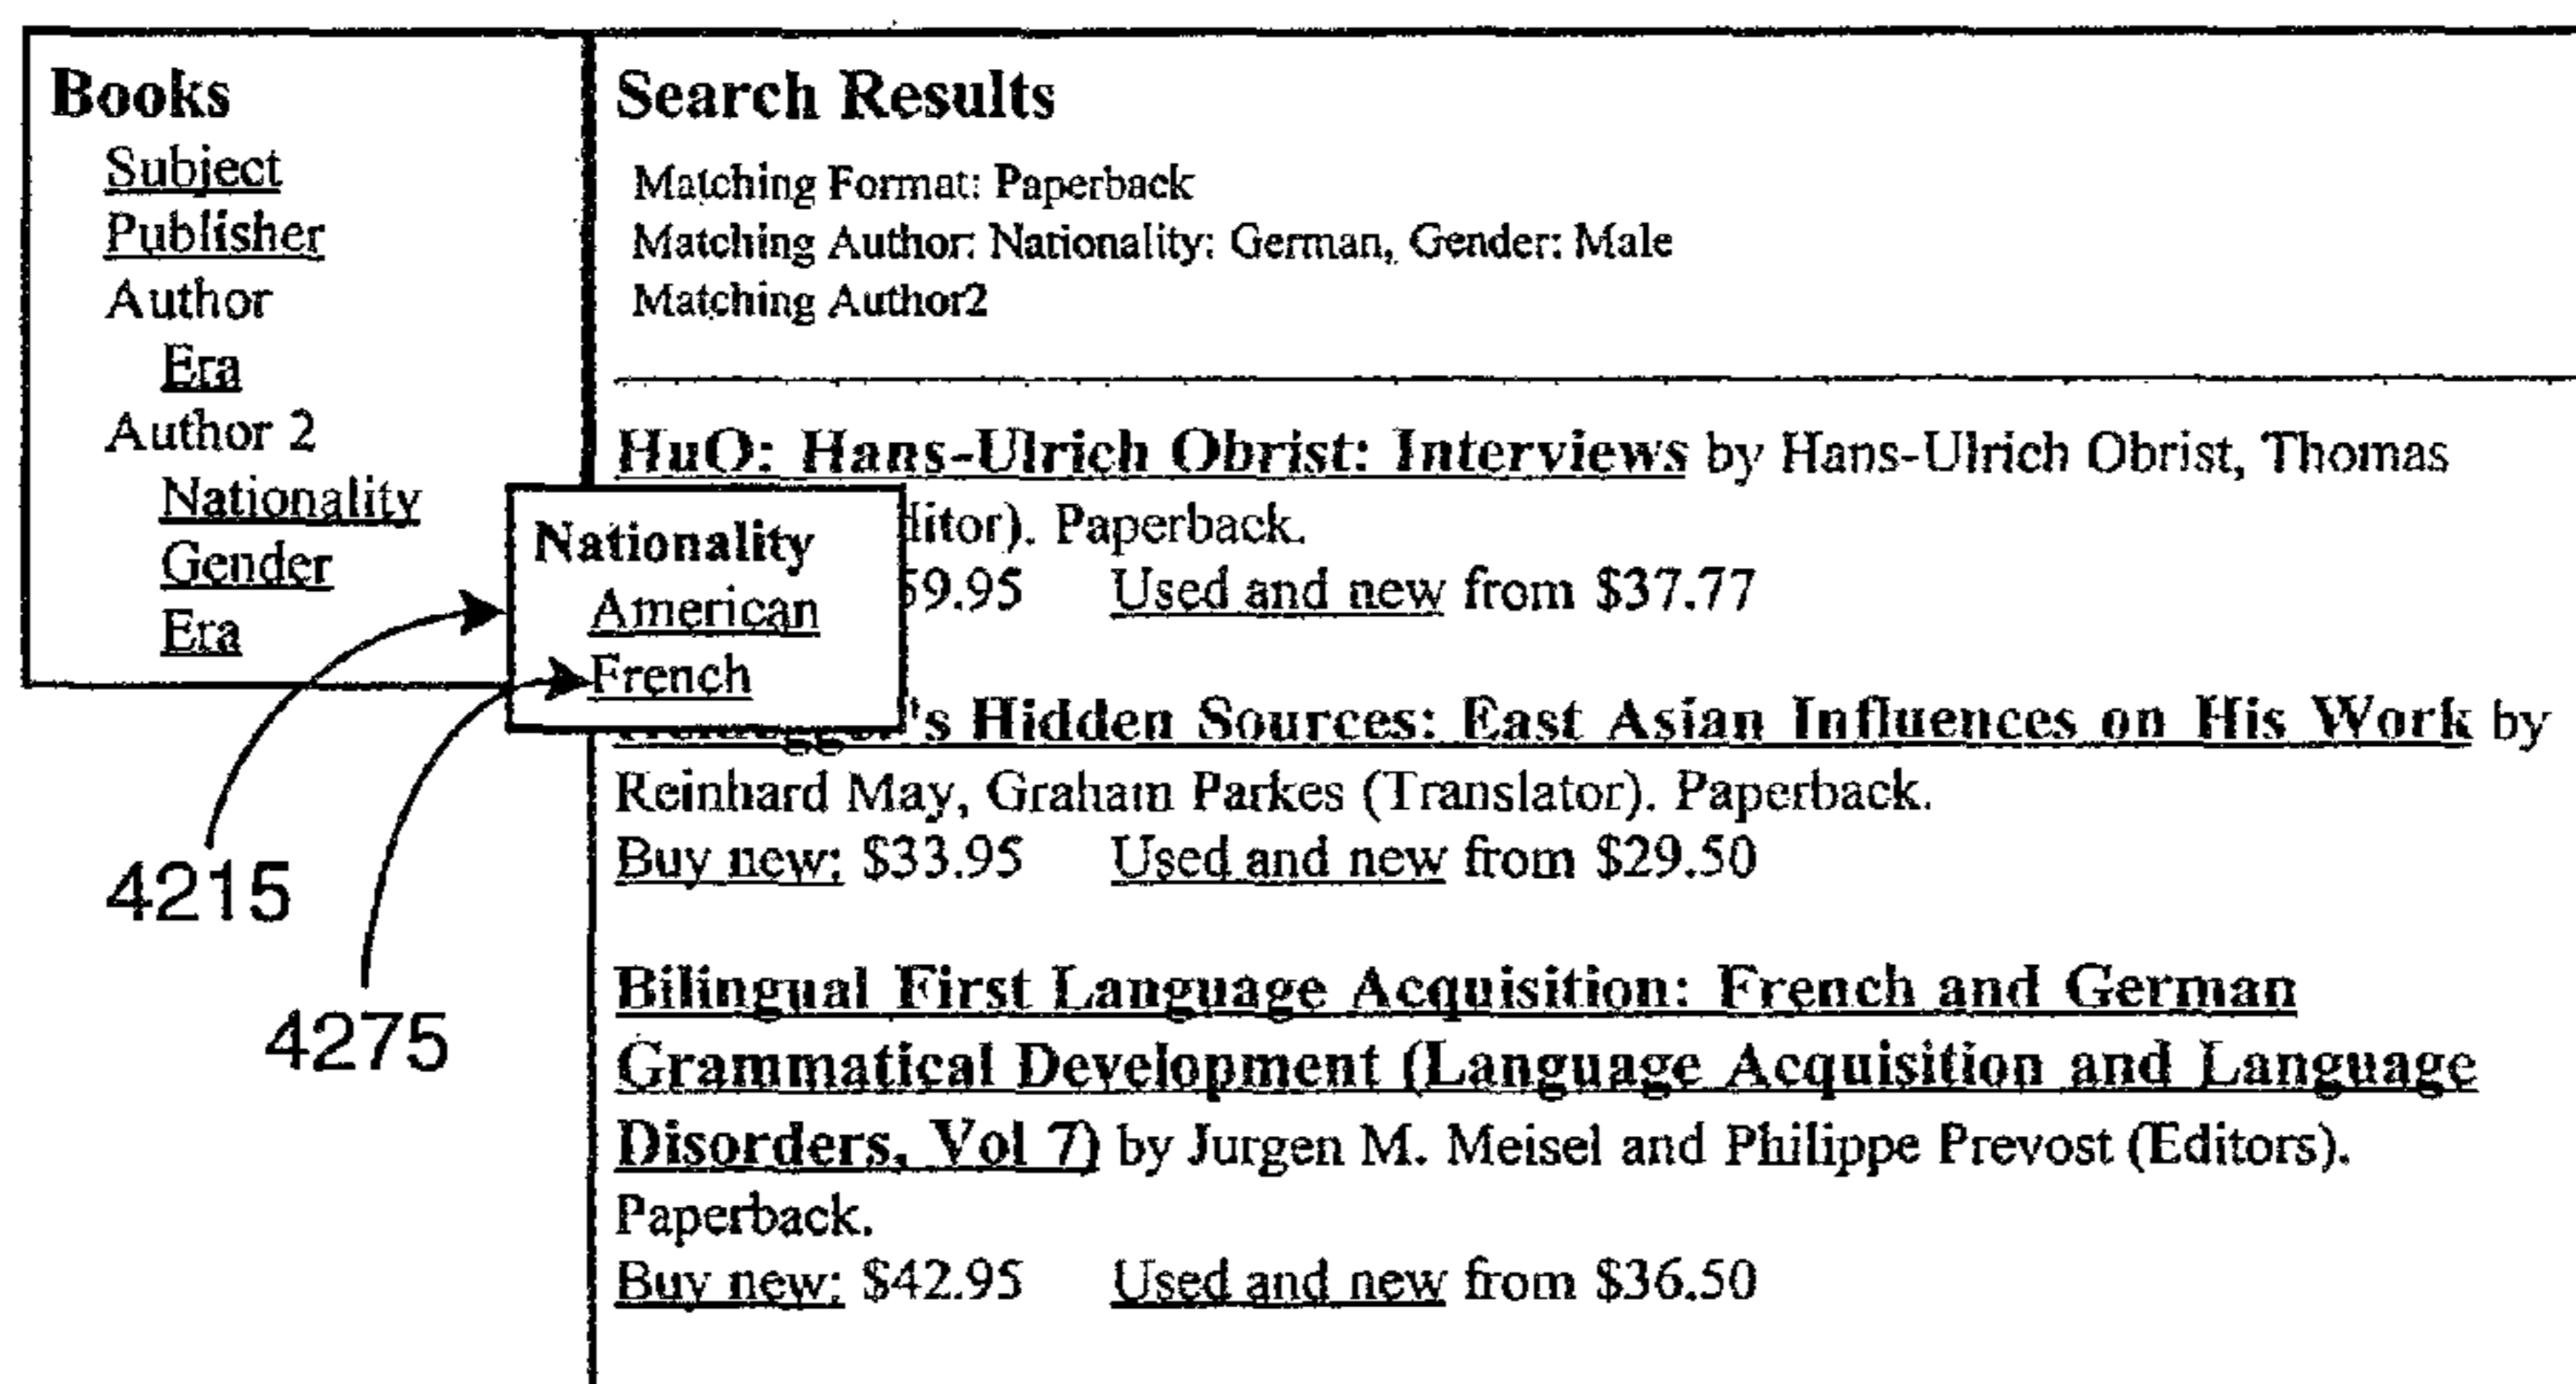 Books
Subject
Publisher
Author
Era
Author 2
Nationality
Gender
Era
Nationality
American
French
4215
4275
Search Results
Matching Format: Paperback
Matching Author: Nationality: German, Gender: Male
Matching Author2
HuO: Hans-Ulrich Obrist: Interviews by Hans-Ulrich Obrist, Thomas
litor). Paperback.
59.95 Used and new from $37.77
's Hidden Sources: East Asian Influences on His Work by
Reinhard May, Graham Parkes (Translator). Paperback.
Buy new: $33.95 Used and new from $29.50
Bilingual First Language Acquisition: French and German
Grammatical Development (Language Acquisition and Language
Disorders, Vol 7) by Jurgen M. Meisel and Philippe Prevost (Editors).
Paperback.
Buy new: $42.95 Used and new from $36.50